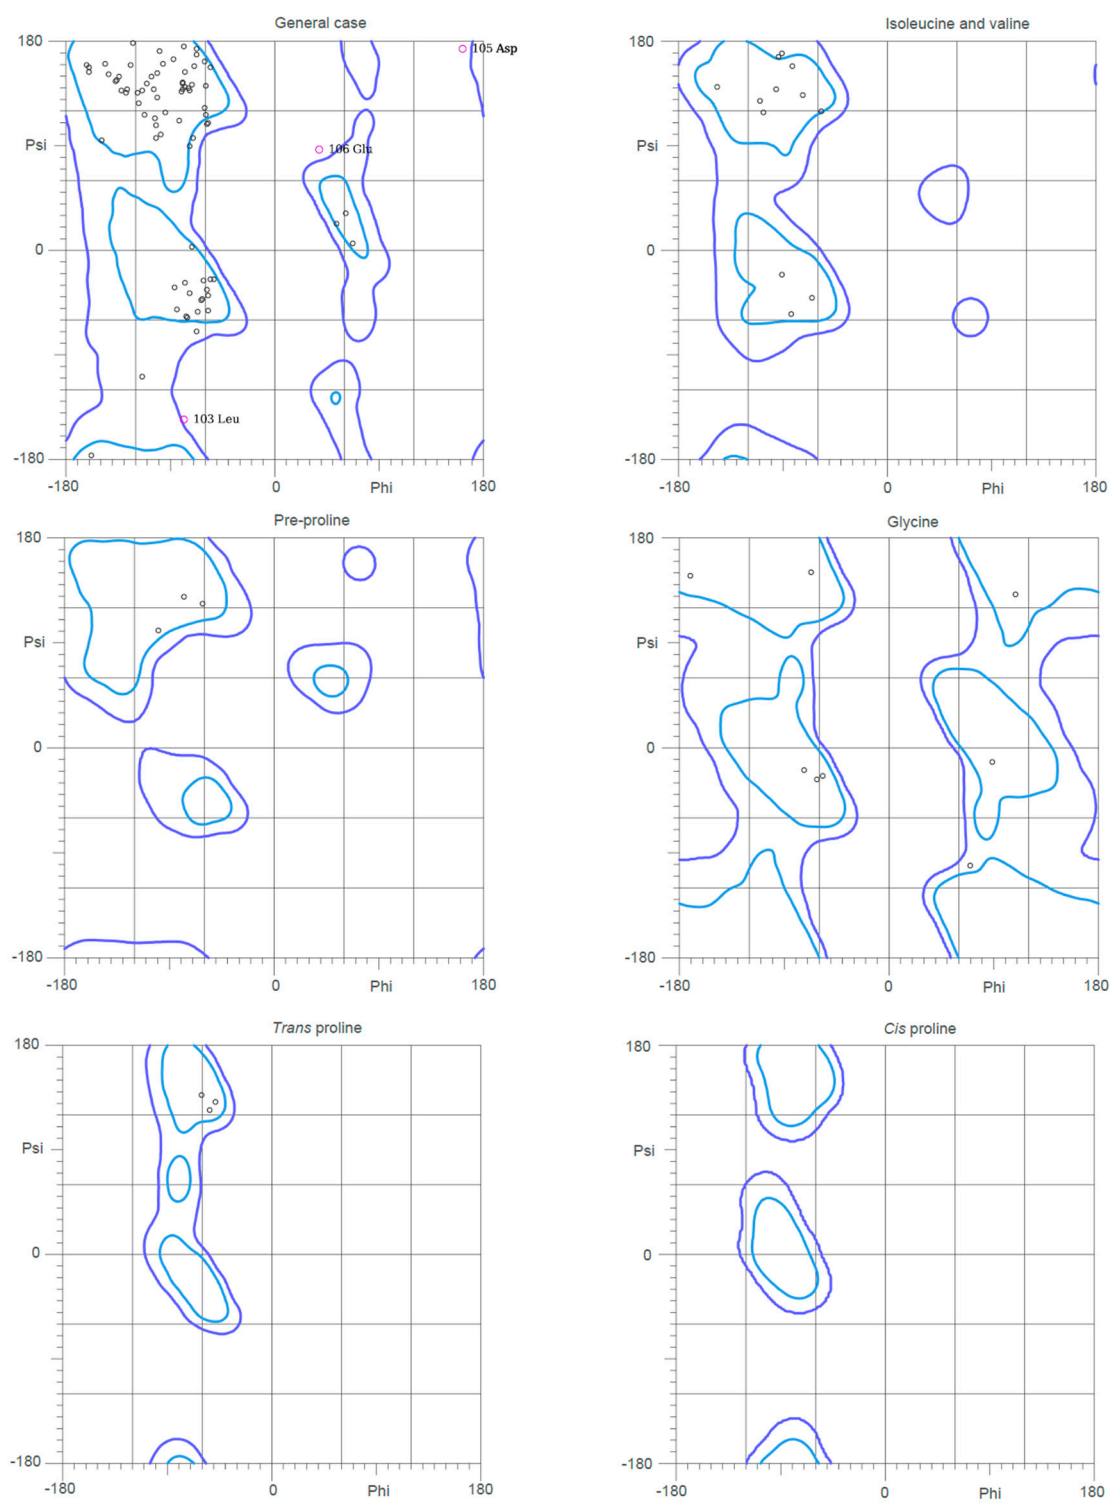 General case
180
105 Asp
Psi
106 Glu
0
103 Leu
-180
-180
0
Phi
180
Isoleucine and valine
180
Psi
0
-180
-180
0
Phi
180
Pre-proline
180
Psi
0
-180
-180
0
Phi
180
Glycine
180
Psi
0
-180
-180
0
Phi
180
Trans proline
180
Psi
0
-180
-180
0
Phi
180
Cis proline
180
Psi
0
-180
-180
0
Phi
180